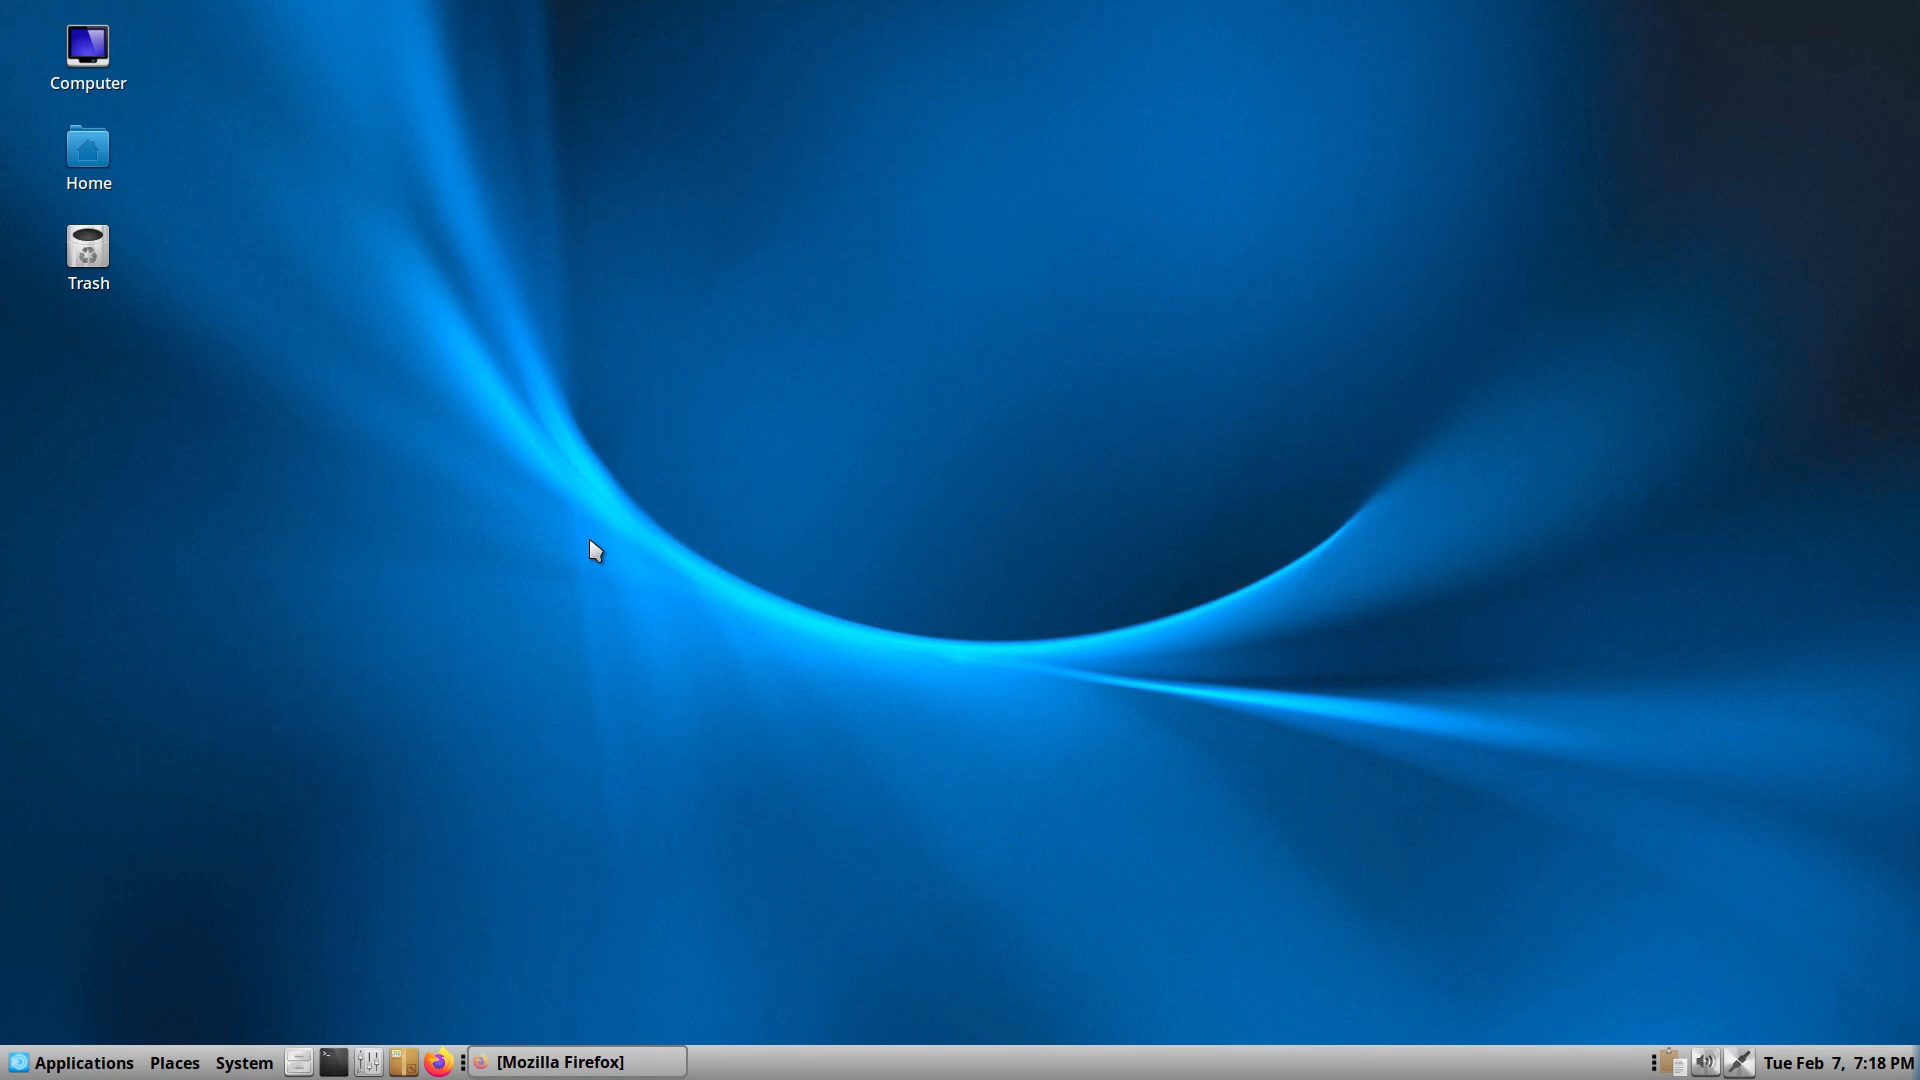 Computer
Home
Trash
Applications Places System [Mozilla Firefox] Tue Feb 7, 7:18 PM